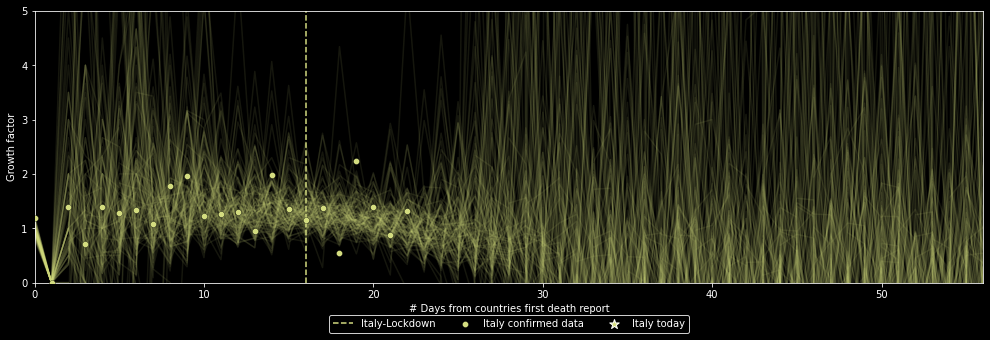 5
4
3
2
1
0
Growth factor
0 10 20 30 40 50
# Days from countries first death report
Italy-Lockdown Italy confirmed data Italy today